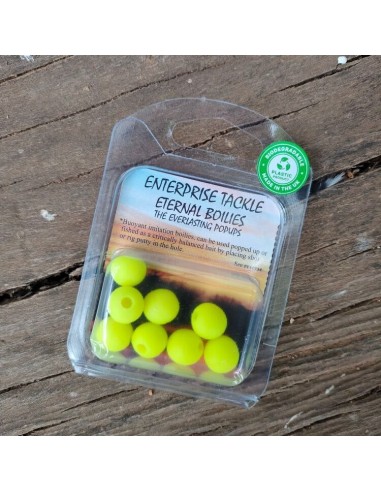 ENTERPRISE TACKLE
ETERNAL BOILIES
THE EVERLASTING POPUPS
*Buoyant imitation boilies, can be used popped up or
fished as a critically balanced bait by placing shot
or rig putty in the hole.
BIODEGRADABLE
PLASTIC
MADE IN THE UK